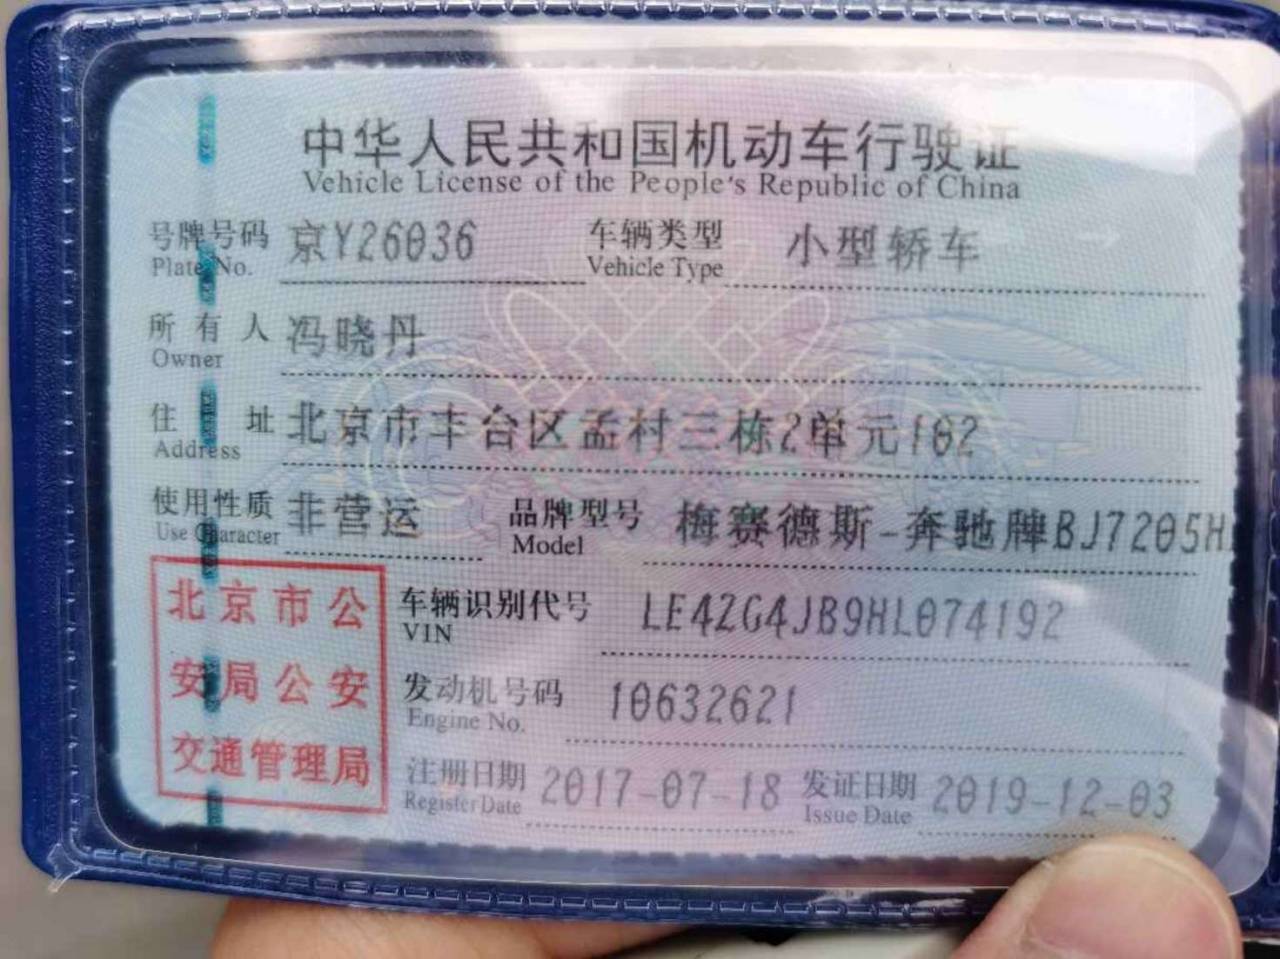 中华人民共和国机动车行驶证
Vehicle License of the People's Republic of China
号牌号码 京Y26036 车辆类型 小型轿车
Plate No. Vehicle Type
所有人 冯晓丹
Owner
住址 北京市丰台区孟村三栋2单元102
Address
使用性质 非营运 品牌型号 梅赛德斯-奔驰牌BJ7205H
Use Character Model
北京市公
安局公安
交通管理局
车辆识别代号 LE4ZG4JB9HL074192
VIN
发动机号码 10632621
Engine No.
注册日期 2017-07-18 发证日期 2019-12-03
Register Date Issue Date